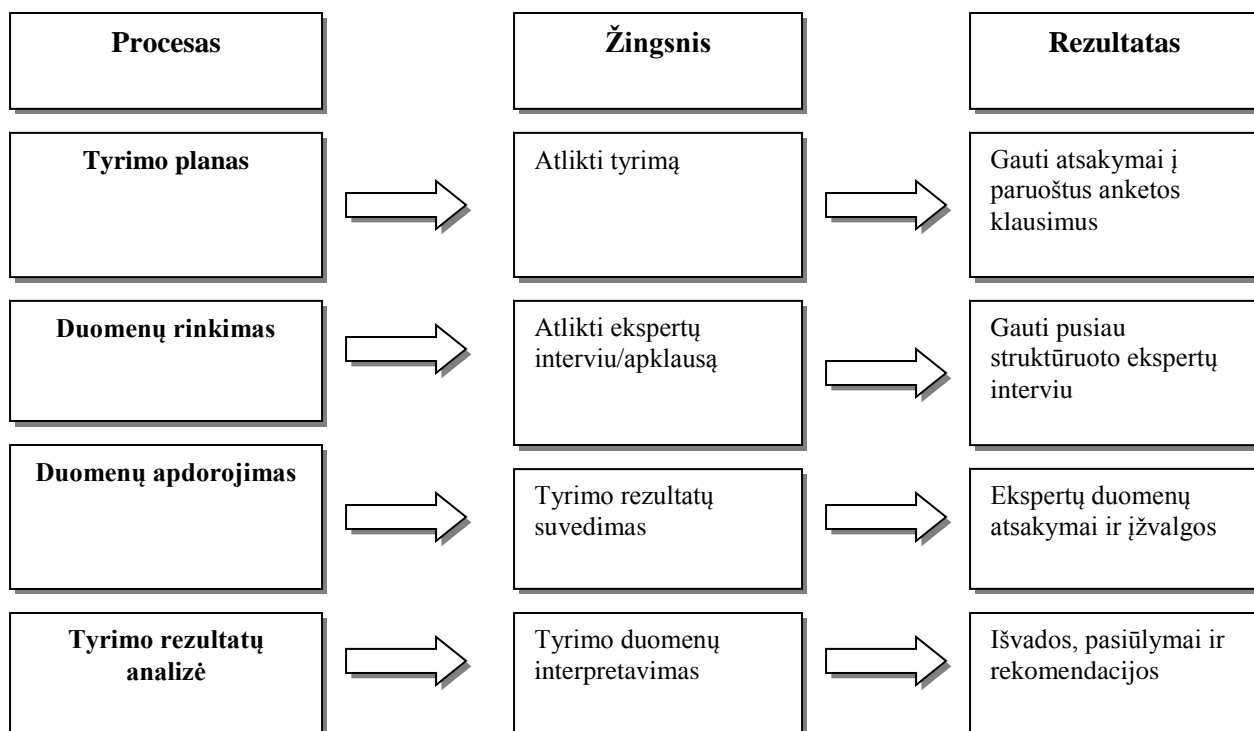 Procesas
Žingsnis
Rezultatas
Tyrimo planas
Atlikti tyrimą
Gauti atsakymai į
paruoštus anketos
klausimus
Duomenų rinkimas
Atlikti ekspertų
interviu/apklausą
Gauti pusiau
struktūruoto ekspertų
interviu
Duomenų apdorojimas
Tyrimo rezultatų
suvedimas
Ekspertų duomenų
atsakymai ir įžvalgos
Tyrimo rezultatų
analizė
Tyrimo duomenų
interpretavimas
Išvados, pasiūlymai ir
rekomendacijos